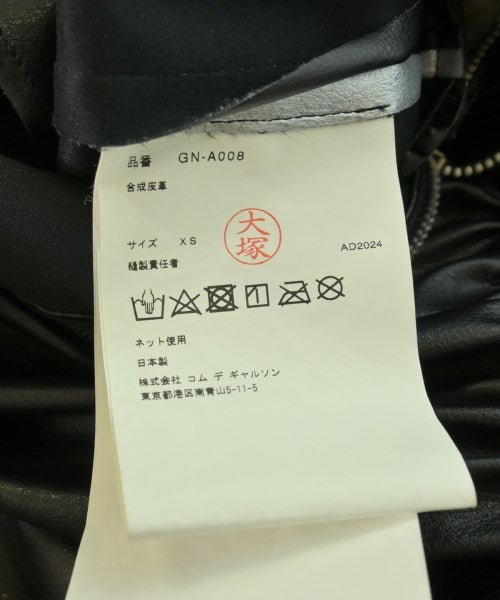 品番 GN-A008
合成皮革
サイズ XS
大塚
AD2024
縫製責任者
ネット使用
日本製
株式会社 コム デ ギャルソン
東京都港区南青山5-11-5